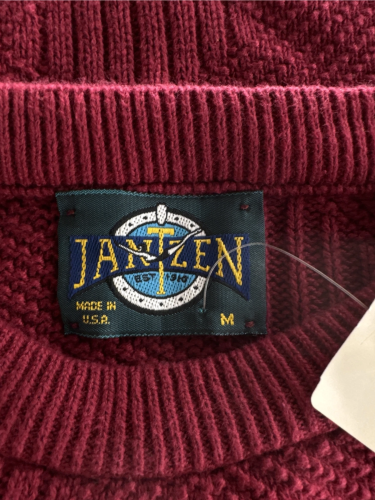 JANTZEN
EST 1910
MADE IN
U.S.A.
M